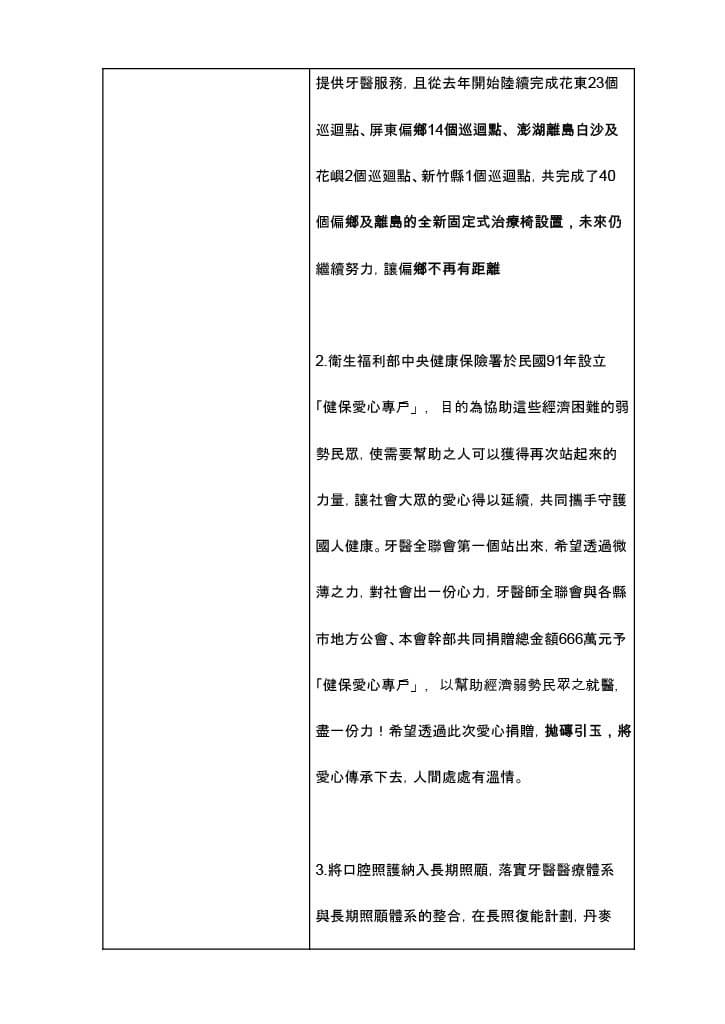 提供牙醫服務, 且從去年開始陸續完成花東23個
巡迴點、屏東偏鄉14個巡迴點、澎湖離島白沙及
花嶼2個巡迴點、新竹縣1個巡迴點, 共完成了40
個偏鄉及離島的全新固定式治療椅設置，未來仍
繼續努力, 讓偏鄉不再有距離
2.衛生福利部中央健康保險署於民國91年設立
「健保愛心專戶」, 目的為協助這些經濟困難的弱
勢民眾, 使需要幫助之人可以獲得再次站起來的
力量, 讓社會大眾的愛心得以延續, 共同攜手守護
國人健康。牙醫全聯會第一個站出來, 希望透過微
薄之力, 對社會出一份心力, 牙醫師全聯會與各縣
市地方公會、本會幹部共同捐贈總金額666萬元予
「健保愛心專戶」, 以幫助經濟弱勢民眾之就醫,
盡一份力！希望透過此次愛心捐贈, 拋磚引玉，將
愛心傳承下去, 人間處處有溫情。
3.將口腔照護納入長期照顧, 落實牙醫醫療體系
與長期照顧體系的整合, 在長照復能計劃, 丹麥